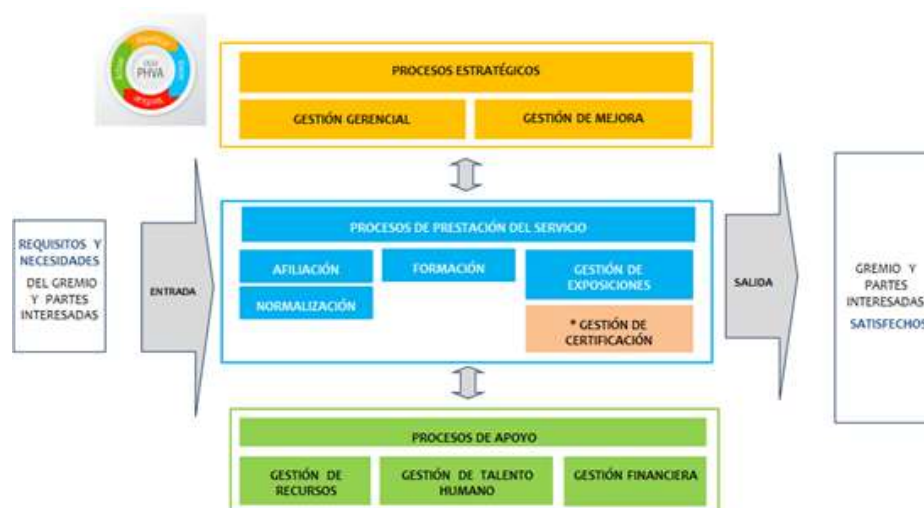 PHVA
PROCESOS ESTRATÉGICOS
GESTIÓN GERENCIAL
GESTIÓN DE MEJORA
REQUISITOS Y
NECESIDADES
DEL GREMIO
Y PARTES
INTERESADAS
ENTRADA
PROCESOS DE PRESTACIÓN DEL SERVICIO
AFILIACIÓN
FORMACIÓN
GESTIÓN DE
EXPOSICIONES
NORMALIZACIÓN
* GESTIÓN DE
CERTIFICACIÓN
SALIDA
GREMIO Y
PARTES
INTERESADAS
SATISFECHOS
PROCESOS DE APOYO
GESTIÓN DE
RECURSOS
GESTIÓN DE TALENTO
HUMANO
GESTIÓN FINANCIERA